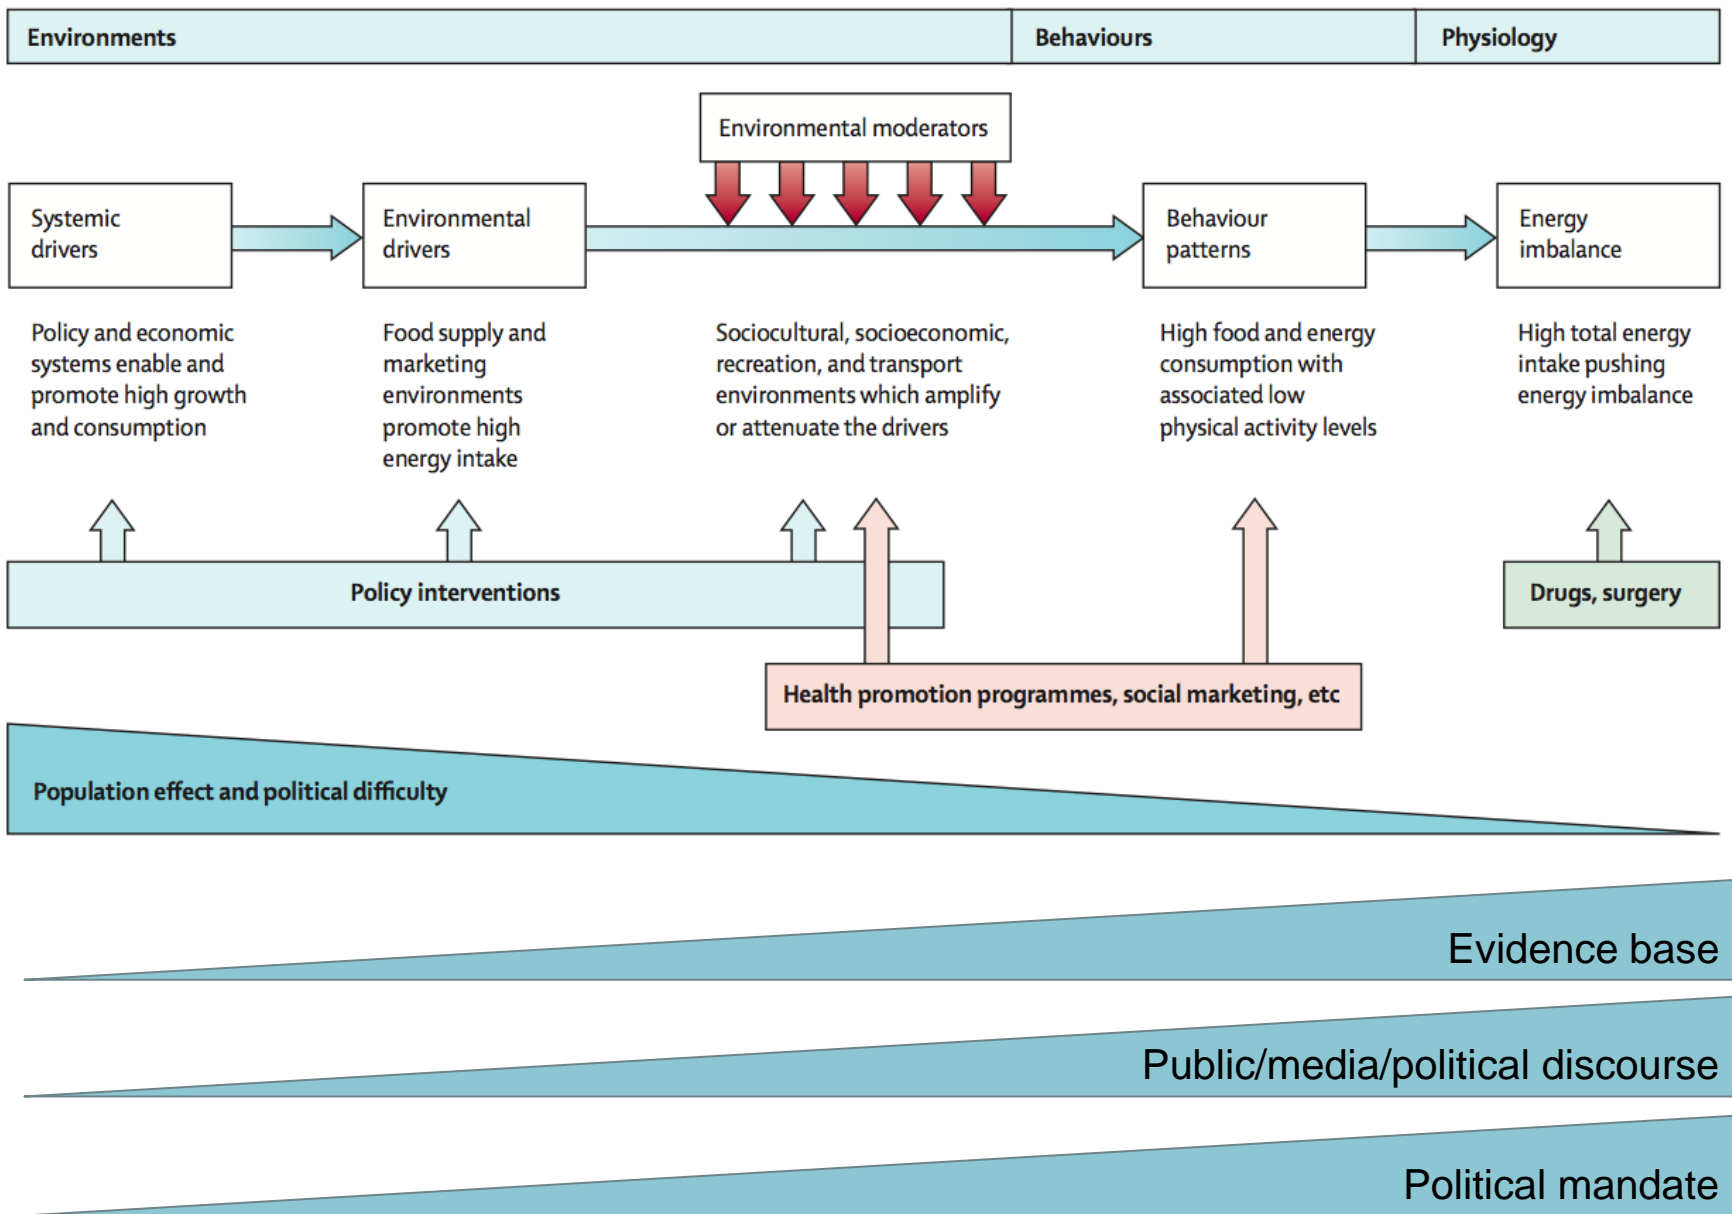 Environments
Behaviours
Physiology
Environmental moderators
Systemic
drivers
Environmental
drivers
Behaviour
patterns
Energy
imbalance
Policy and economic
systems enable and
promote high growth
and consumption
Food supply and
marketing
environments
promote high
energy intake
Sociocultural, socioeconomic,
recreation, and transport
environments which amplify
or attenuate the drivers
High food and energy
consumption with
associated low
physical activity levels
High total energy
intake pushing
energy imbalance
Policy interventions
Drugs, surgery
Health promotion programmes, social marketing, etc
Population effect and political difficulty
Evidence base
Public/media/political discourse
Political mandate